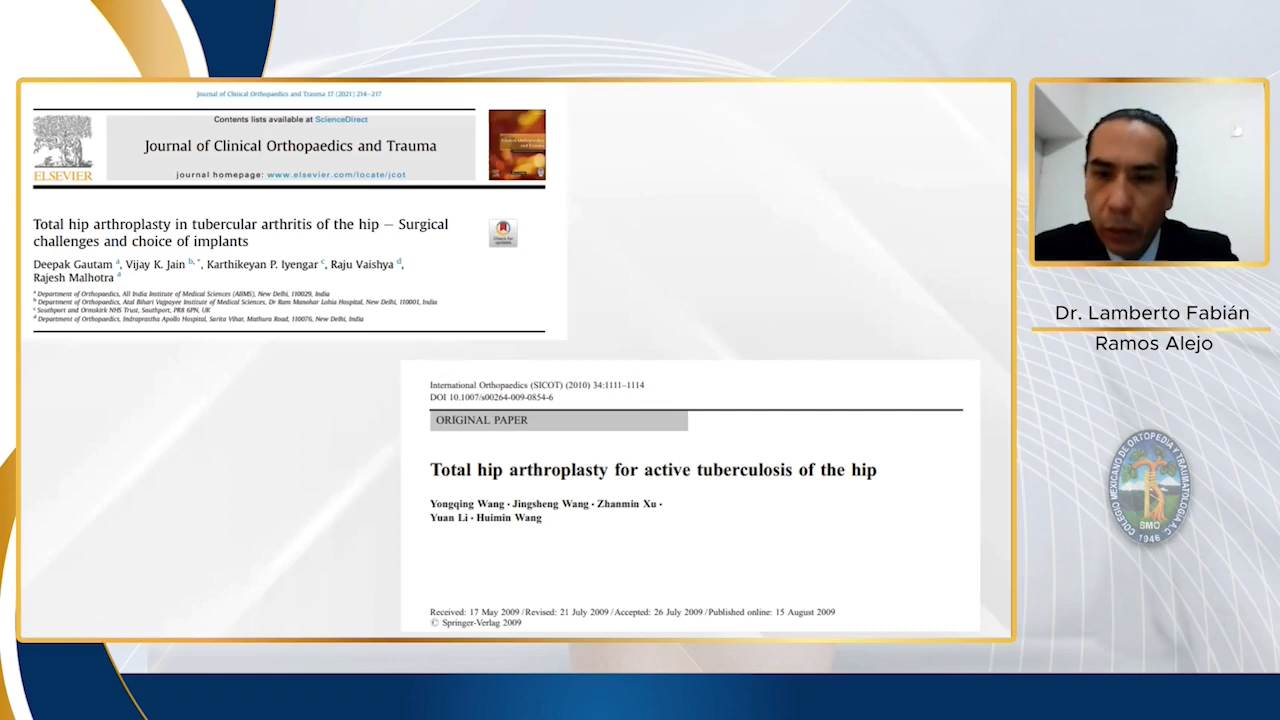 Journal of Clinical Orthopaedics and Trauma 17 (2021) 214–217
Contents lists available at ScienceDirect
Journal of Clinical Orthopaedics and Trauma
journal homepage: www.elsevier.com/locate/jcot
ELSEVIER
Total hip arthroplasty in tubercular arthritis of the hip – Surgical
challenges and choice of implants
Check for
updates
Deepak Gautam a, Vijay K. Jain b, *, Karthikeyan P. Iyengar c, Raju Vaishya d,
Rajesh Malhotra a
a Department of Orthopaedics, All India Institute of Medical Sciences (AIIMS), New Delhi, 110029, India
b Department of Orthopaedics, Atal Bihari Vajpayee Institute of Medical Sciences, Dr Ram Manohar Lohia Hospital, New Delhi, 110001, India
c Southport and Ormskirk NHS Trust, Southport, PR8 6PN, UK
d Department of Orthopaedics, Indraprastha Apollo Hospital, Sarita Vihar, Mathura Road, 110076, New Delhi, India
International Orthopaedics (SICOT) (2010) 34:1111–1114
DOI 10.1007/s00264-009-0854-6
ORIGINAL PAPER
Total hip arthroplasty for active tuberculosis of the hip
Yongqing Wang · Jingsheng Wang · Zhanmin Xu ·
Yuan Li · Huimin Wang
Received: 17 May 2009 / Revised: 21 July 2009 / Accepted: 26 July 2009 / Published online: 15 August 2009
© Springer-Verlag 2009
Dr. Lamberto Fabián
Ramos Alejo
COLEGIO MEXICANO DE ORTOPEDIA Y TRAUMATOLOGIA A.C.
SMO
1946